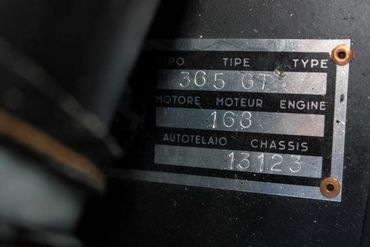 TIPO TIPE TYPE
365 GT
MOTORE MOTEUR ENGINE
168
AUTOTELAIO CHASSIS
13123